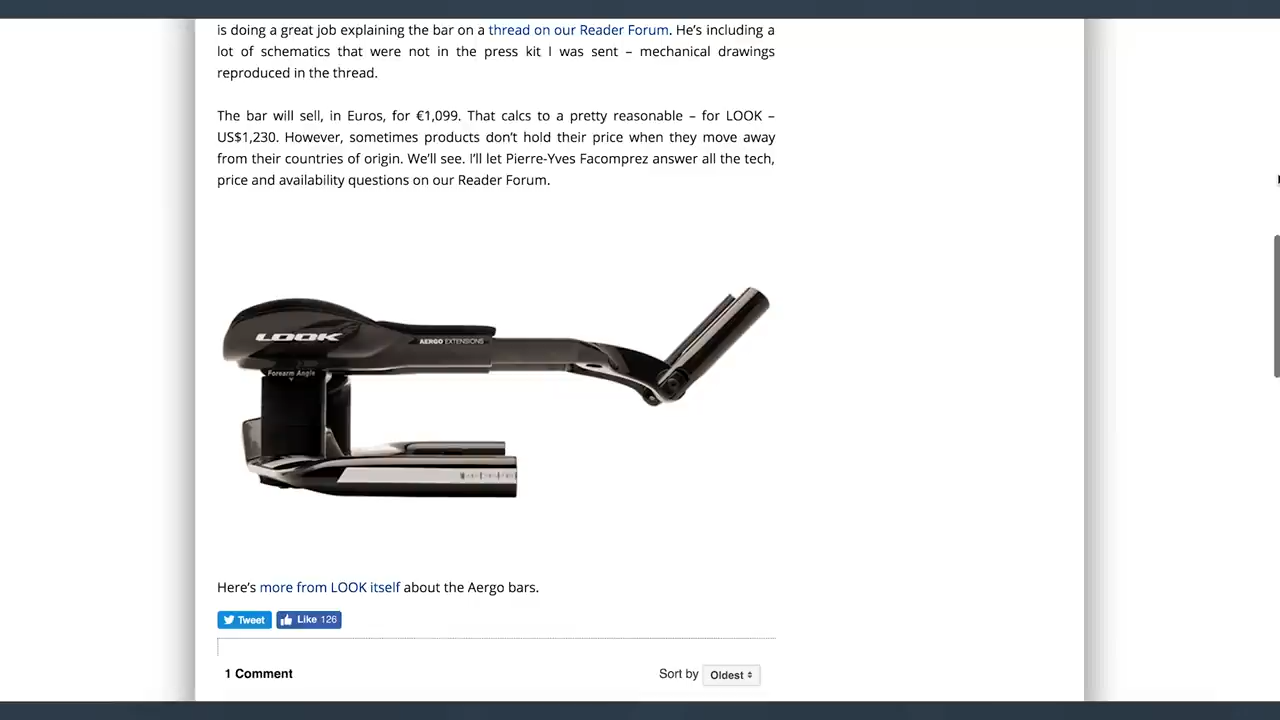 is doing a great job explaining the bar on a thread on our Reader Forum. He's including a
lot of schematics that were not in the press kit I was sent – mechanical drawings
reproduced in the thread.
The bar will sell, in Euros, for €1,099. That calcs to a pretty reasonable – for LOOK –
US$1,230. However, sometimes products don't hold their price when they move away
from their countries of origin. We'll see. I'll let Pierre-Yves Facomprez answer all the tech,
price and availability questions on our Reader Forum.
LOOK
AERGO EXTENSIONS
Forearm Angle
Here's more from LOOK itself about the Aergo bars.
Tweet
Like 126
1 Comment
Sort by Oldest